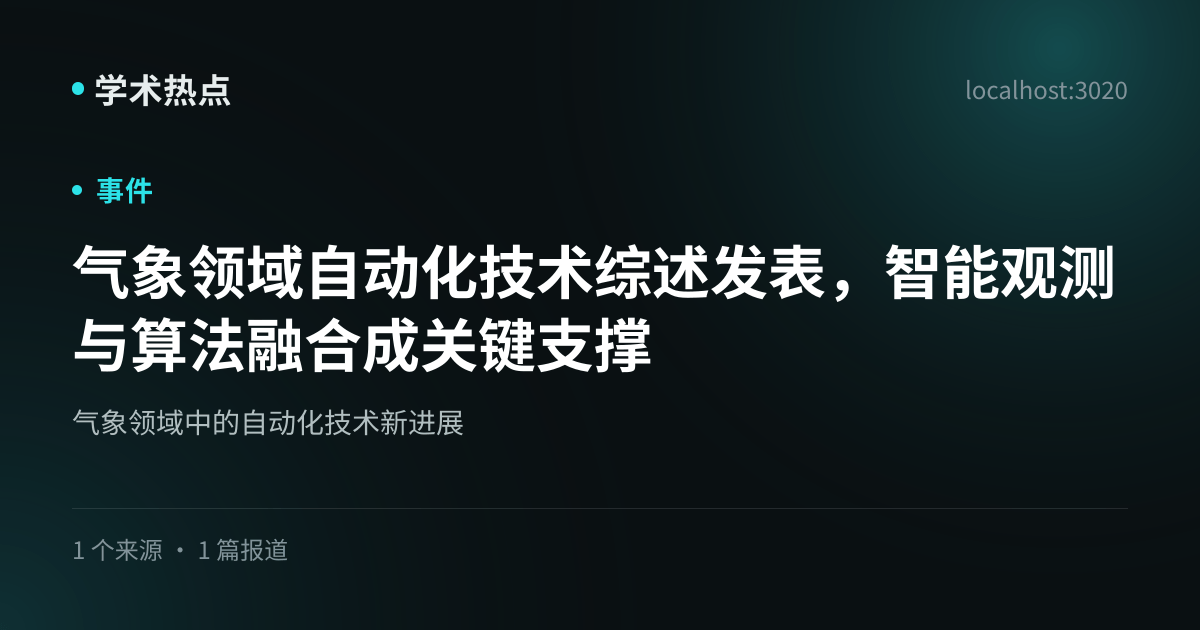 学术热点
localhost:3020
事件
气象领域自动化技术综述发表，智能观测
与算法融合成关键支撑
气象领域中的自动化技术新进展
1 个来源 · 1 篇报道